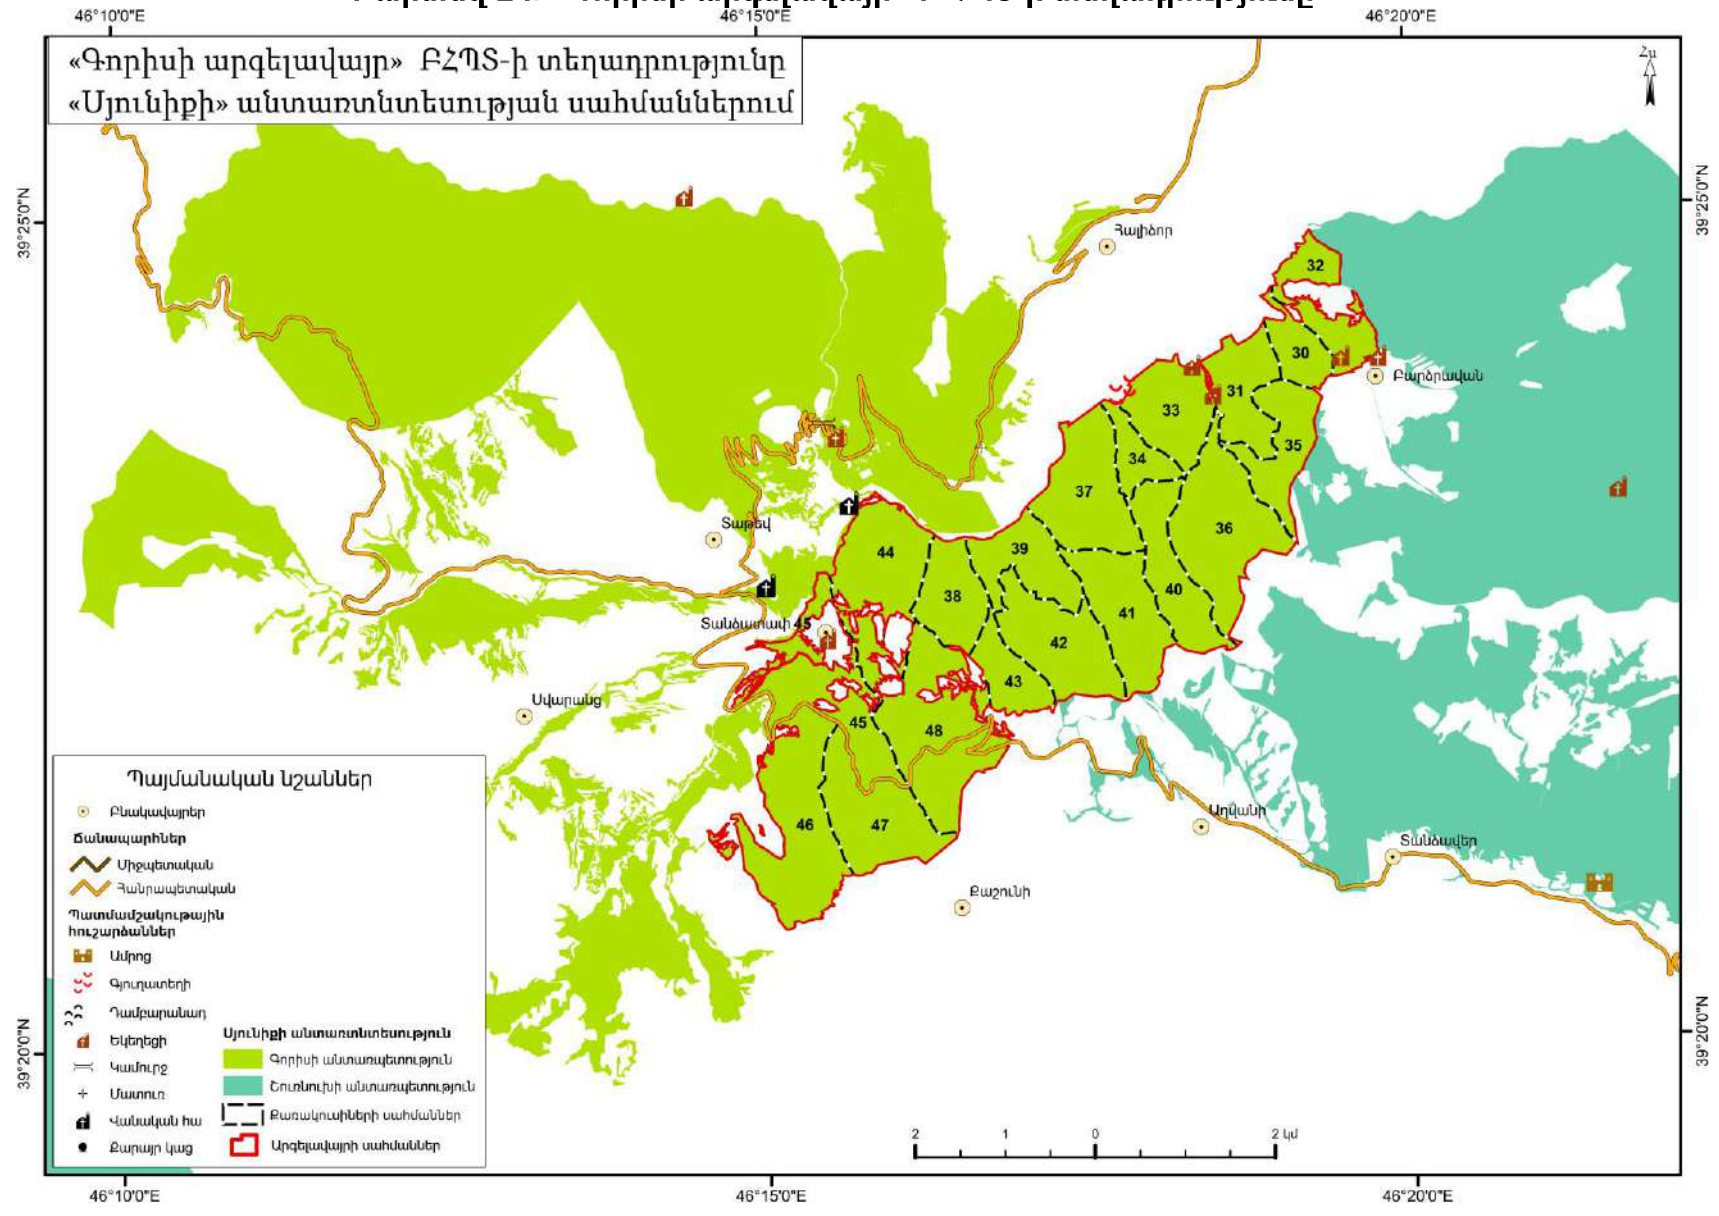 46°10'0"E
46°15'0"E
46°20'0"E
«Գորիսի արգելավայր» ԲՀՊՏ-ի տեղադրությունը
«Սյունիքի» անտառտնտեսության սահմաններում
Հս
39°25'0"N
39°25'0"N
Հալիձոր
32
30
Բարձրավան
31
33
35
34
37
36
Տաթև
44
39
38
40
41
Տանձատափ 45
42
43
Սվարանց
45
48
46
47
Աղվանի
Տանձավեր
Քաշունի
Պայմանական նշաններ
Բնակավայրեր
Ճանապարհներ
Միջպետական
Հանրապետական
Պատմամշակութային
հուշարձաններ
Ամրոց
Գյուղատեղի
Դամբարանադ
Եկեղեցի
Կամուրջ
Մատուռ
Վանական հա
Քարայր կաց
Սյունիքի անտառտնտեսություն
Գորիսի անտառպետություն
Շուռնուխի անտառպետություն
Քառակուսիների սահմաններ
Արգելավայրի սահմաններ
39°20'0"N
39°20'0"N
2 1 0 2 կմ
46°10'0"E
46°15'0"E
46°20'0"E